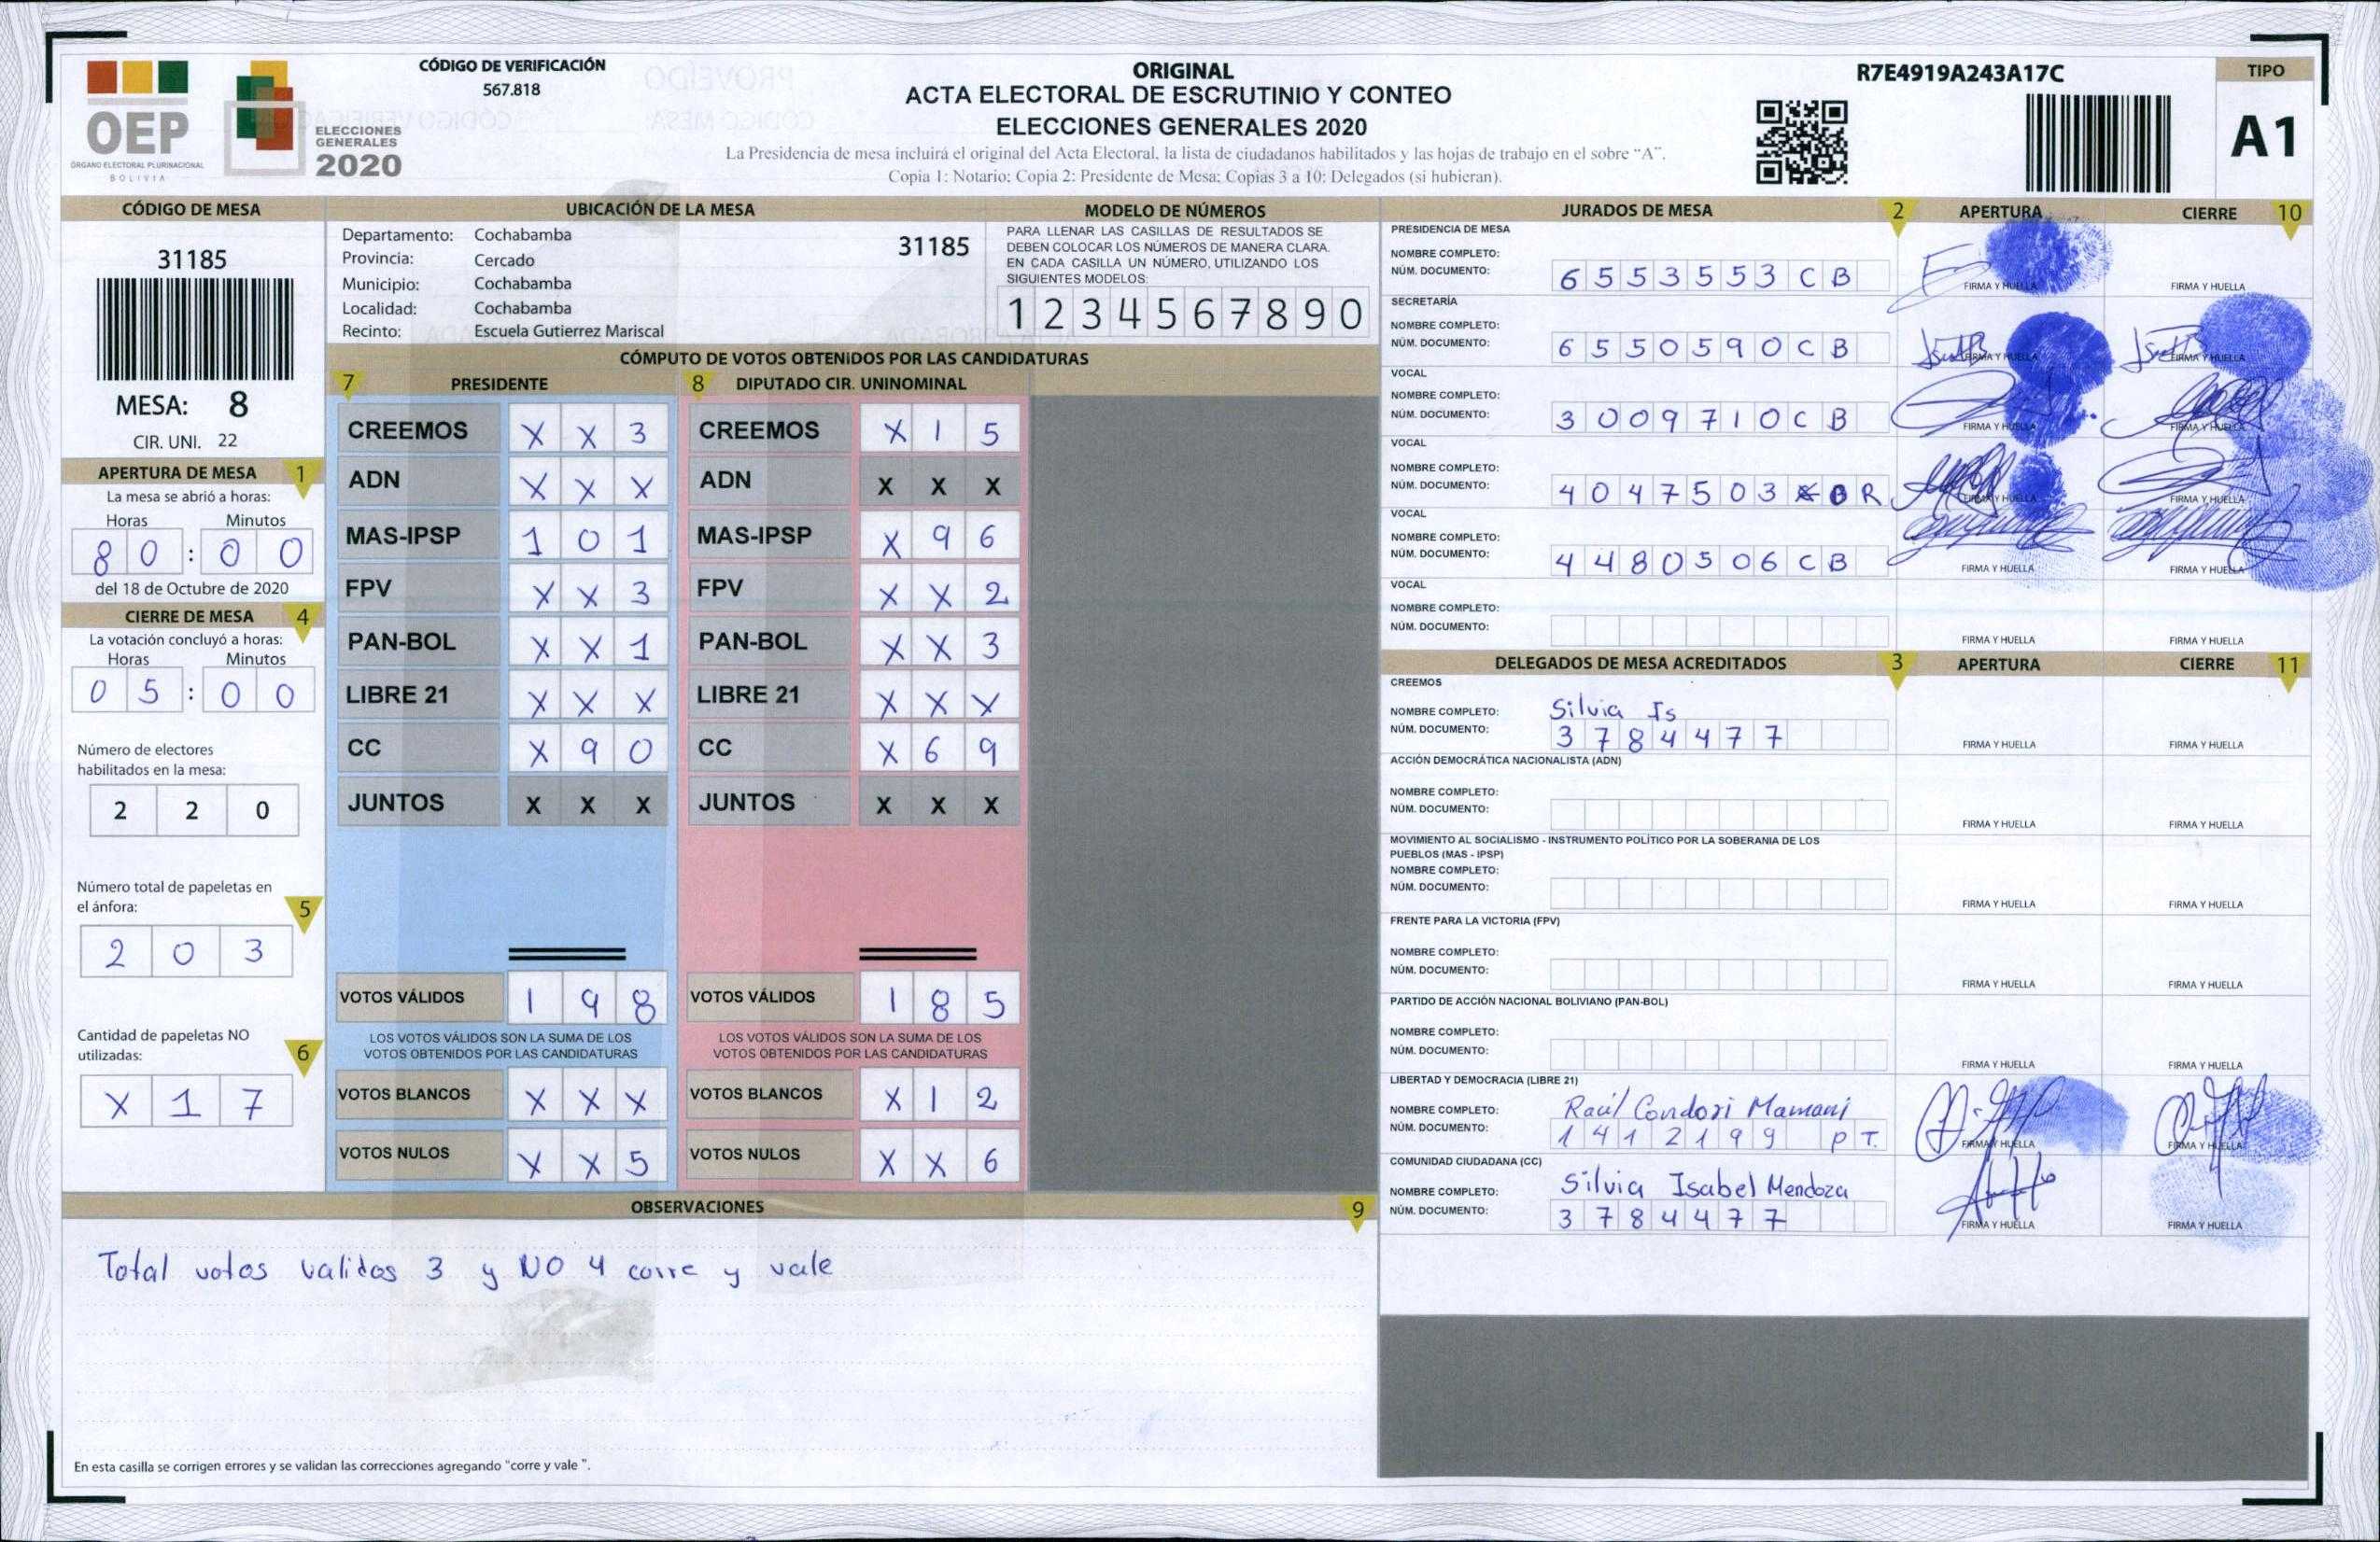 CÓDIGO DE VERIFICACIÓN
567.818
OEP
ÓRGANO ELECTORAL PLURINACIONAL
BOLIVIA
ELECCIONES
GENERALES
2020
ORIGINAL
ACTA ELECTORAL DE ESCRUTINIO Y CONTEO
ELECCIONES GENERALES 2020
La Presidencia de mesa incluirá el original del Acta Electoral, la lista de ciudadanos habilitados y las hojas de trabajo en el sobre "A".
Copia 1: Notario; Copia 2: Presidente de Mesa; Copias 3 a 10: Delegados (si hubieran).
R7E4919A243A17C
TIPO
A1
CÓDIGO DE MESA
31185
MESA: 8
CIR. UNI. 22
UBICACIÓN DE LA MESA
Departamento: Cochabamba
Provincia: Cercado
Municipio: Cochabamba
Localidad: Cochabamba
Recinto: Escuela Gutierrez Mariscal
31185
MODELO DE NÚMEROS
PARA LLENAR LAS CASILLAS DE RESULTADOS SE
DEBEN COLOCAR LOS NÚMEROS DE MANERA CLARA.
EN CADA CASILLA UN NÚMERO, UTILIZANDO LOS
SIGUIENTES MODELOS:
1 2 3 4 5 6 7 8 9 0
APERTURA DE MESA 1
La mesa se abrió a horas:
Horas Minutos
8 0 : 0 0
del 18 de Octubre de 2020
CIERRE DE MESA 4
La votación concluyó a horas:
Horas Minutos
0 5 : 0 0
Número de electores
habilitados en la mesa:
2 2 0
Número total de papeletas en
el ánfora: 5
2 0 3
Cantidad de papeletas NO
utilizadas: 6
X 1 7
CÓMPUTO DE VOTOS OBTENIDOS POR LAS CANDIDATURAS
7 PRESIDENTE
CREEMOS X X 3
ADN X X X
MAS-IPSP 1 0 1
FPV X X 3
PAN-BOL X X 1
LIBRE 21 X X X
CC X 9 0
JUNTOS X X X
VOTOS VÁLIDOS 1 9 8
LOS VOTOS VÁLIDOS SON LA SUMA DE LOS
VOTOS OBTENIDOS POR LAS CANDIDATURAS
VOTOS BLANCOS X X X
VOTOS NULOS X X 5
8 DIPUTADO CIR. UNINOMINAL
CREEMOS X 1 5
ADN X X X
MAS-IPSP X 9 6
FPV X X 2
PAN-BOL X X 3
LIBRE 21 X X X
CC X 6 9
JUNTOS X X X
VOTOS VÁLIDOS 1 8 5
LOS VOTOS VÁLIDOS SON LA SUMA DE LOS
VOTOS OBTENIDOS POR LAS CANDIDATURAS
VOTOS BLANCOS X 1 2
VOTOS NULOS X X 6
OBSERVACIONES 9
Total votos validos 3 y NO 4 corre y vale
En esta casilla se corrigen errores y se validan las correcciones agregando "corre y vale ".
JURADOS DE MESA 2 APERTURA CIERRE 10
PRESIDENCIA DE MESA
NOMBRE COMPLETO:
NÚM. DOCUMENTO: 6 5 5 3 5 5 3 C B
FIRMA Y HUELLA FIRMA Y HUELLA
SECRETARÍA
NOMBRE COMPLETO:
NÚM. DOCUMENTO: 6 5 5 0 5 9 0 C B
FIRMA Y HUELLA FIRMA Y HUELLA
VOCAL
NOMBRE COMPLETO:
NÚM. DOCUMENTO: 3 0 0 9 7 1 0 C B
FIRMA Y HUELLA FIRMA Y HUELLA
VOCAL
NOMBRE COMPLETO:
NÚM. DOCUMENTO: 4 0 4 7 5 0 3 O R
FIRMA Y HUELLA FIRMA Y HUELLA
VOCAL
NOMBRE COMPLETO:
NÚM. DOCUMENTO: 4 4 8 0 5 0 6 C B
FIRMA Y HUELLA FIRMA Y HUELLA
VOCAL
NOMBRE COMPLETO:
NÚM. DOCUMENTO:
FIRMA Y HUELLA FIRMA Y HUELLA
DELEGADOS DE MESA ACREDITADOS 3 APERTURA CIERRE 11
CREEMOS
NOMBRE COMPLETO: Silvia Is
NÚM. DOCUMENTO: 3 7 8 4 4 7 7
FIRMA Y HUELLA FIRMA Y HUELLA
ACCIÓN DEMOCRÁTICA NACIONALISTA (ADN)
NOMBRE COMPLETO:
NÚM. DOCUMENTO:
FIRMA Y HUELLA FIRMA Y HUELLA
MOVIMIENTO AL SOCIALISMO - INSTRUMENTO POLÍTICO POR LA SOBERANIA DE LOS
PUEBLOS (MAS - IPSP)
NOMBRE COMPLETO:
NÚM. DOCUMENTO:
FIRMA Y HUELLA FIRMA Y HUELLA
FRENTE PARA LA VICTORIA (FPV)
NOMBRE COMPLETO:
NÚM. DOCUMENTO:
FIRMA Y HUELLA FIRMA Y HUELLA
PARTIDO DE ACCIÓN NACIONAL BOLIVIANO (PAN-BOL)
NOMBRE COMPLETO:
NÚM. DOCUMENTO:
FIRMA Y HUELLA FIRMA Y HUELLA
LIBERTAD Y DEMOCRACIA (LIBRE 21)
NOMBRE COMPLETO: Raúl Condori Mamani
NÚM. DOCUMENTO: 1 4 1 2 1 9 9 P T.
FIRMA Y HUELLA FIRMA Y HUELLA
COMUNIDAD CIUDADANA (CC)
NOMBRE COMPLETO: Silvia Isabel Mendoza
NÚM. DOCUMENTO: 3 7 8 4 4 7 7
FIRMA Y HUELLA FIRMA Y HUELLA